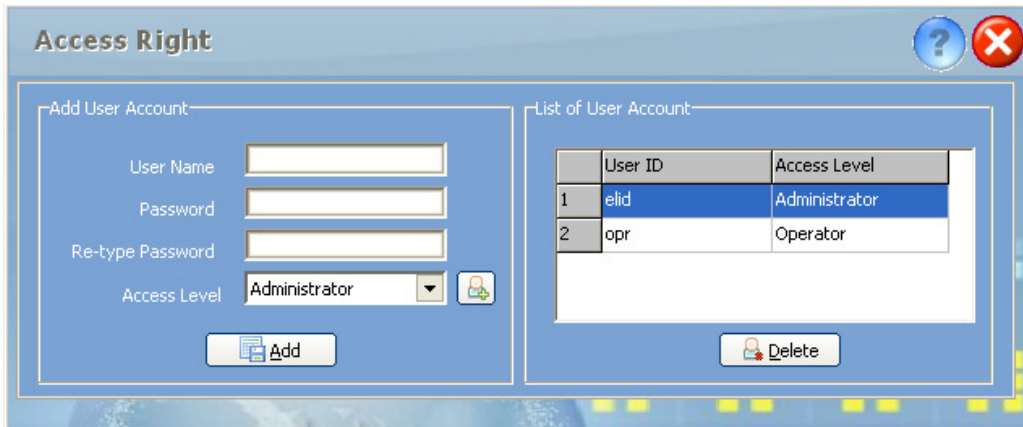 Access Right
?
Add User Account
User Name
Password
Re-type Password
Access Level Administrator
Add
List of User Account
User ID Access Level
1 elid Administrator
2 opr Operator
Delete